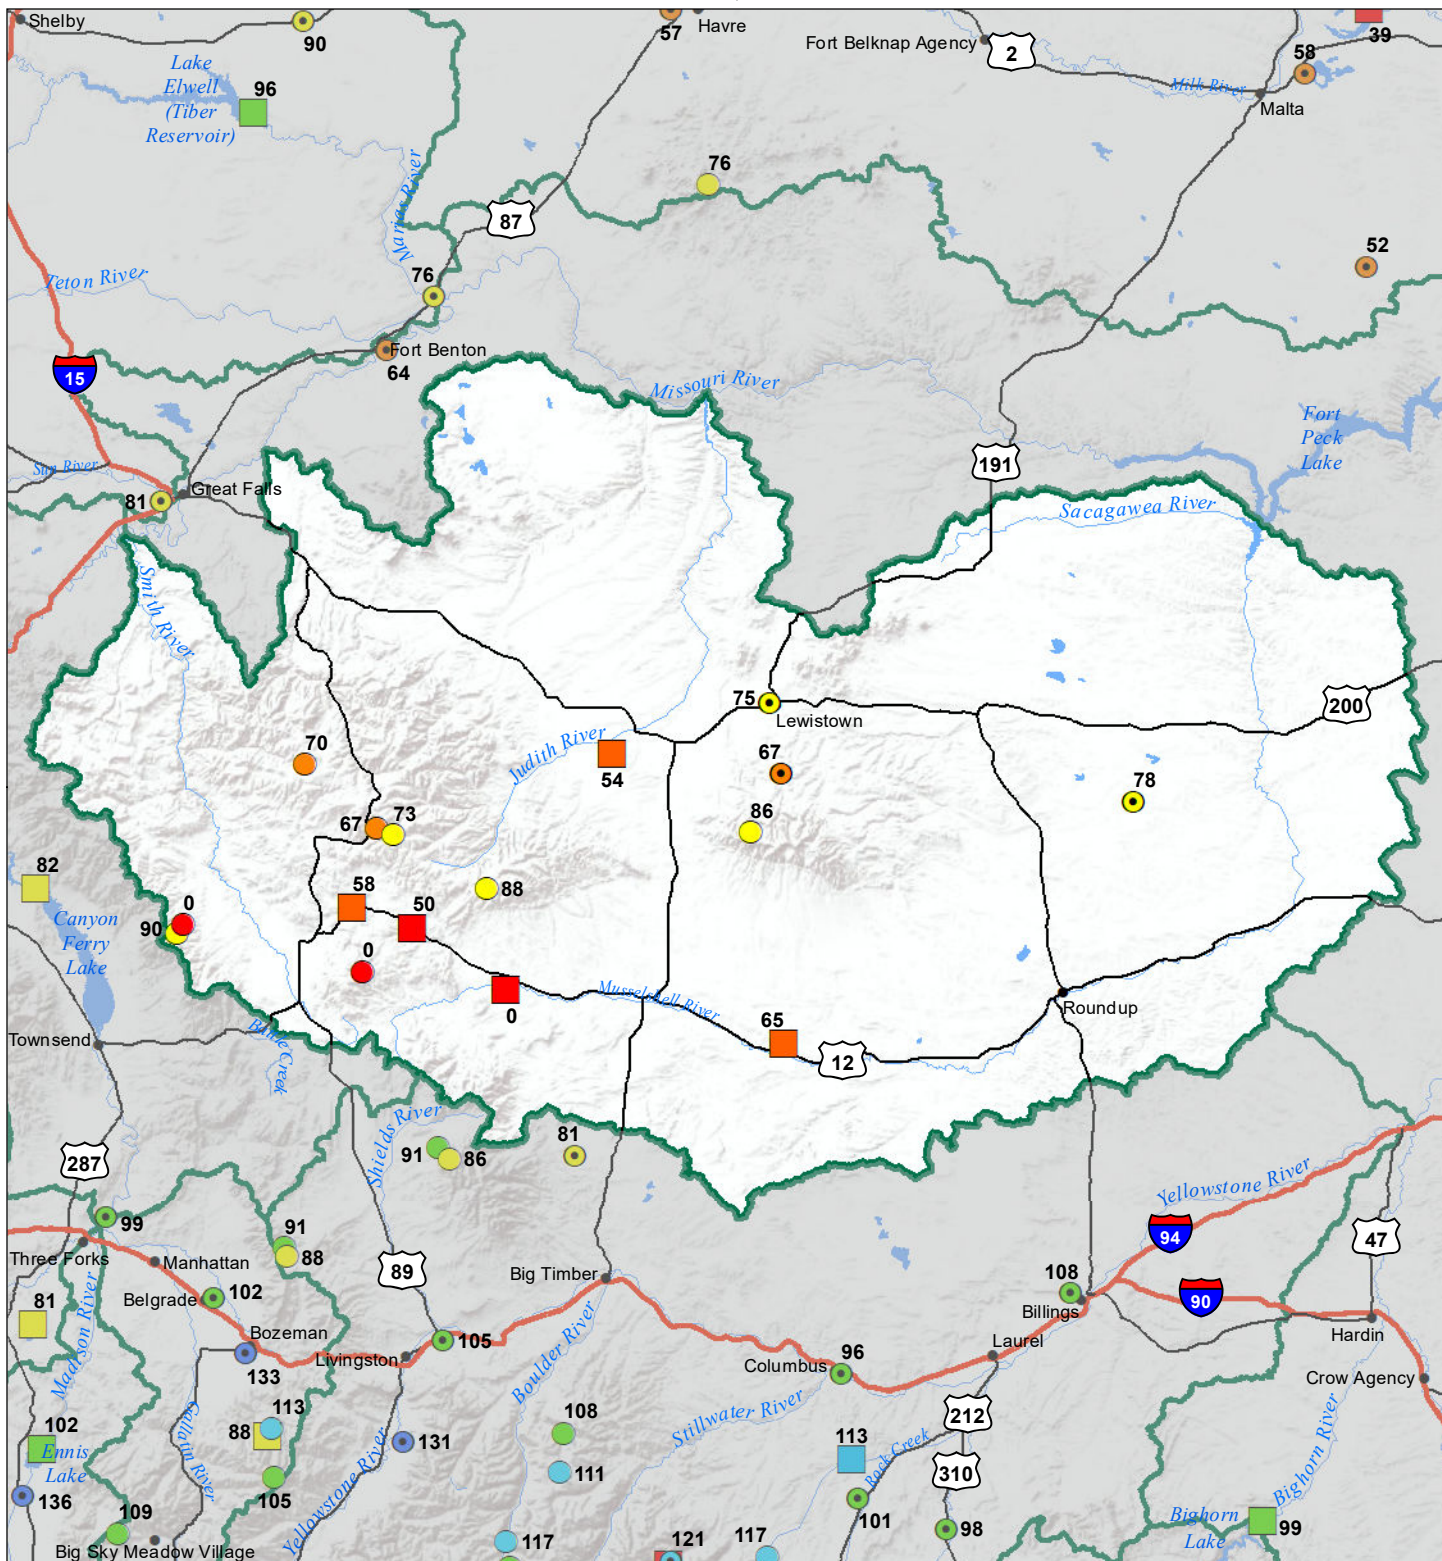 Shelby
90
57
Havre
Fort Belknap Agency
2
58
39
Lake
Elwell
(Tiber
Reservoir)
96
Milk River
Malta
Marias River
76
87
52
Teton River
76
15
Fort Benton
64
Missouri River
Fort
Peck
Lake
Sun River
191
81
Great Falls
Sacagawea River
Smith River
75
Lewistown
200
70
Judith River
54
67
78
67
73
86
82
58
88
0
50
90
Canyon
Ferry
Lake
0
0
Musselshell River
Roundup
65
12
Townsend
Battle Creek
Shields River
81
91
86
287
Yellowstone River
99
91
94
47
Three Forks
Manhattan
88
89
Big Timber
108
90
Belgrade
102
Billings
81
Bozeman
105
Laurel
Hardin
Livingston
Columbus
96
133
Madison River
Boulder River
Crow Agency
113
88
108
Stillwater River
212
102
Ennis
Lake
Gallatin River
131
113
Rock Creek
111
310
105
Yellowstone River
Bighorn River
136
101
109
Bighorn
Lake
98
99
Big Sky Meadow Village
117
121
117